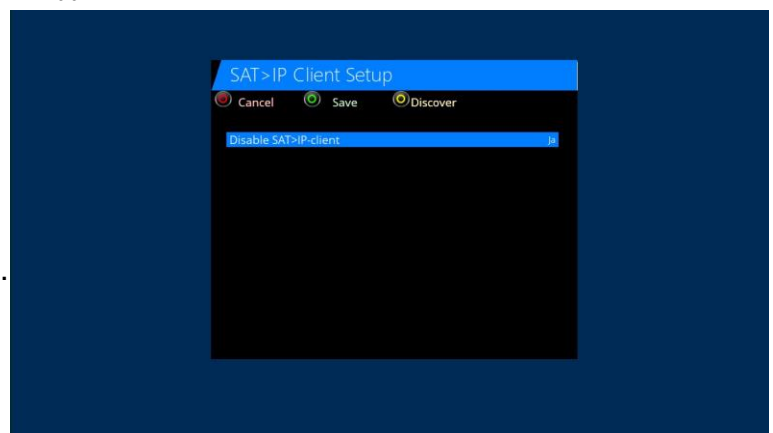 SAT>IP Client Setup
Cancel Save Discover
Disable SAT>IP-client Ja
.